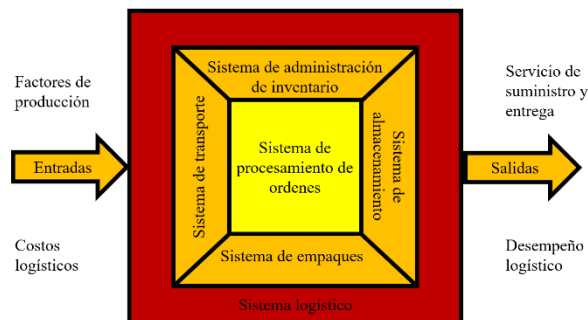 Factores de
producción
Entradas
Costos
logísticos
Sistema de administración
de inventario
Sistema de transporte
Sistema de
procesamiento de
ordenes
Sistema de
almacenamiento
Sistema de empaques
Sistema logístico
Servicio de
suministro y
entrega
Salidas
Desempeño
logístico